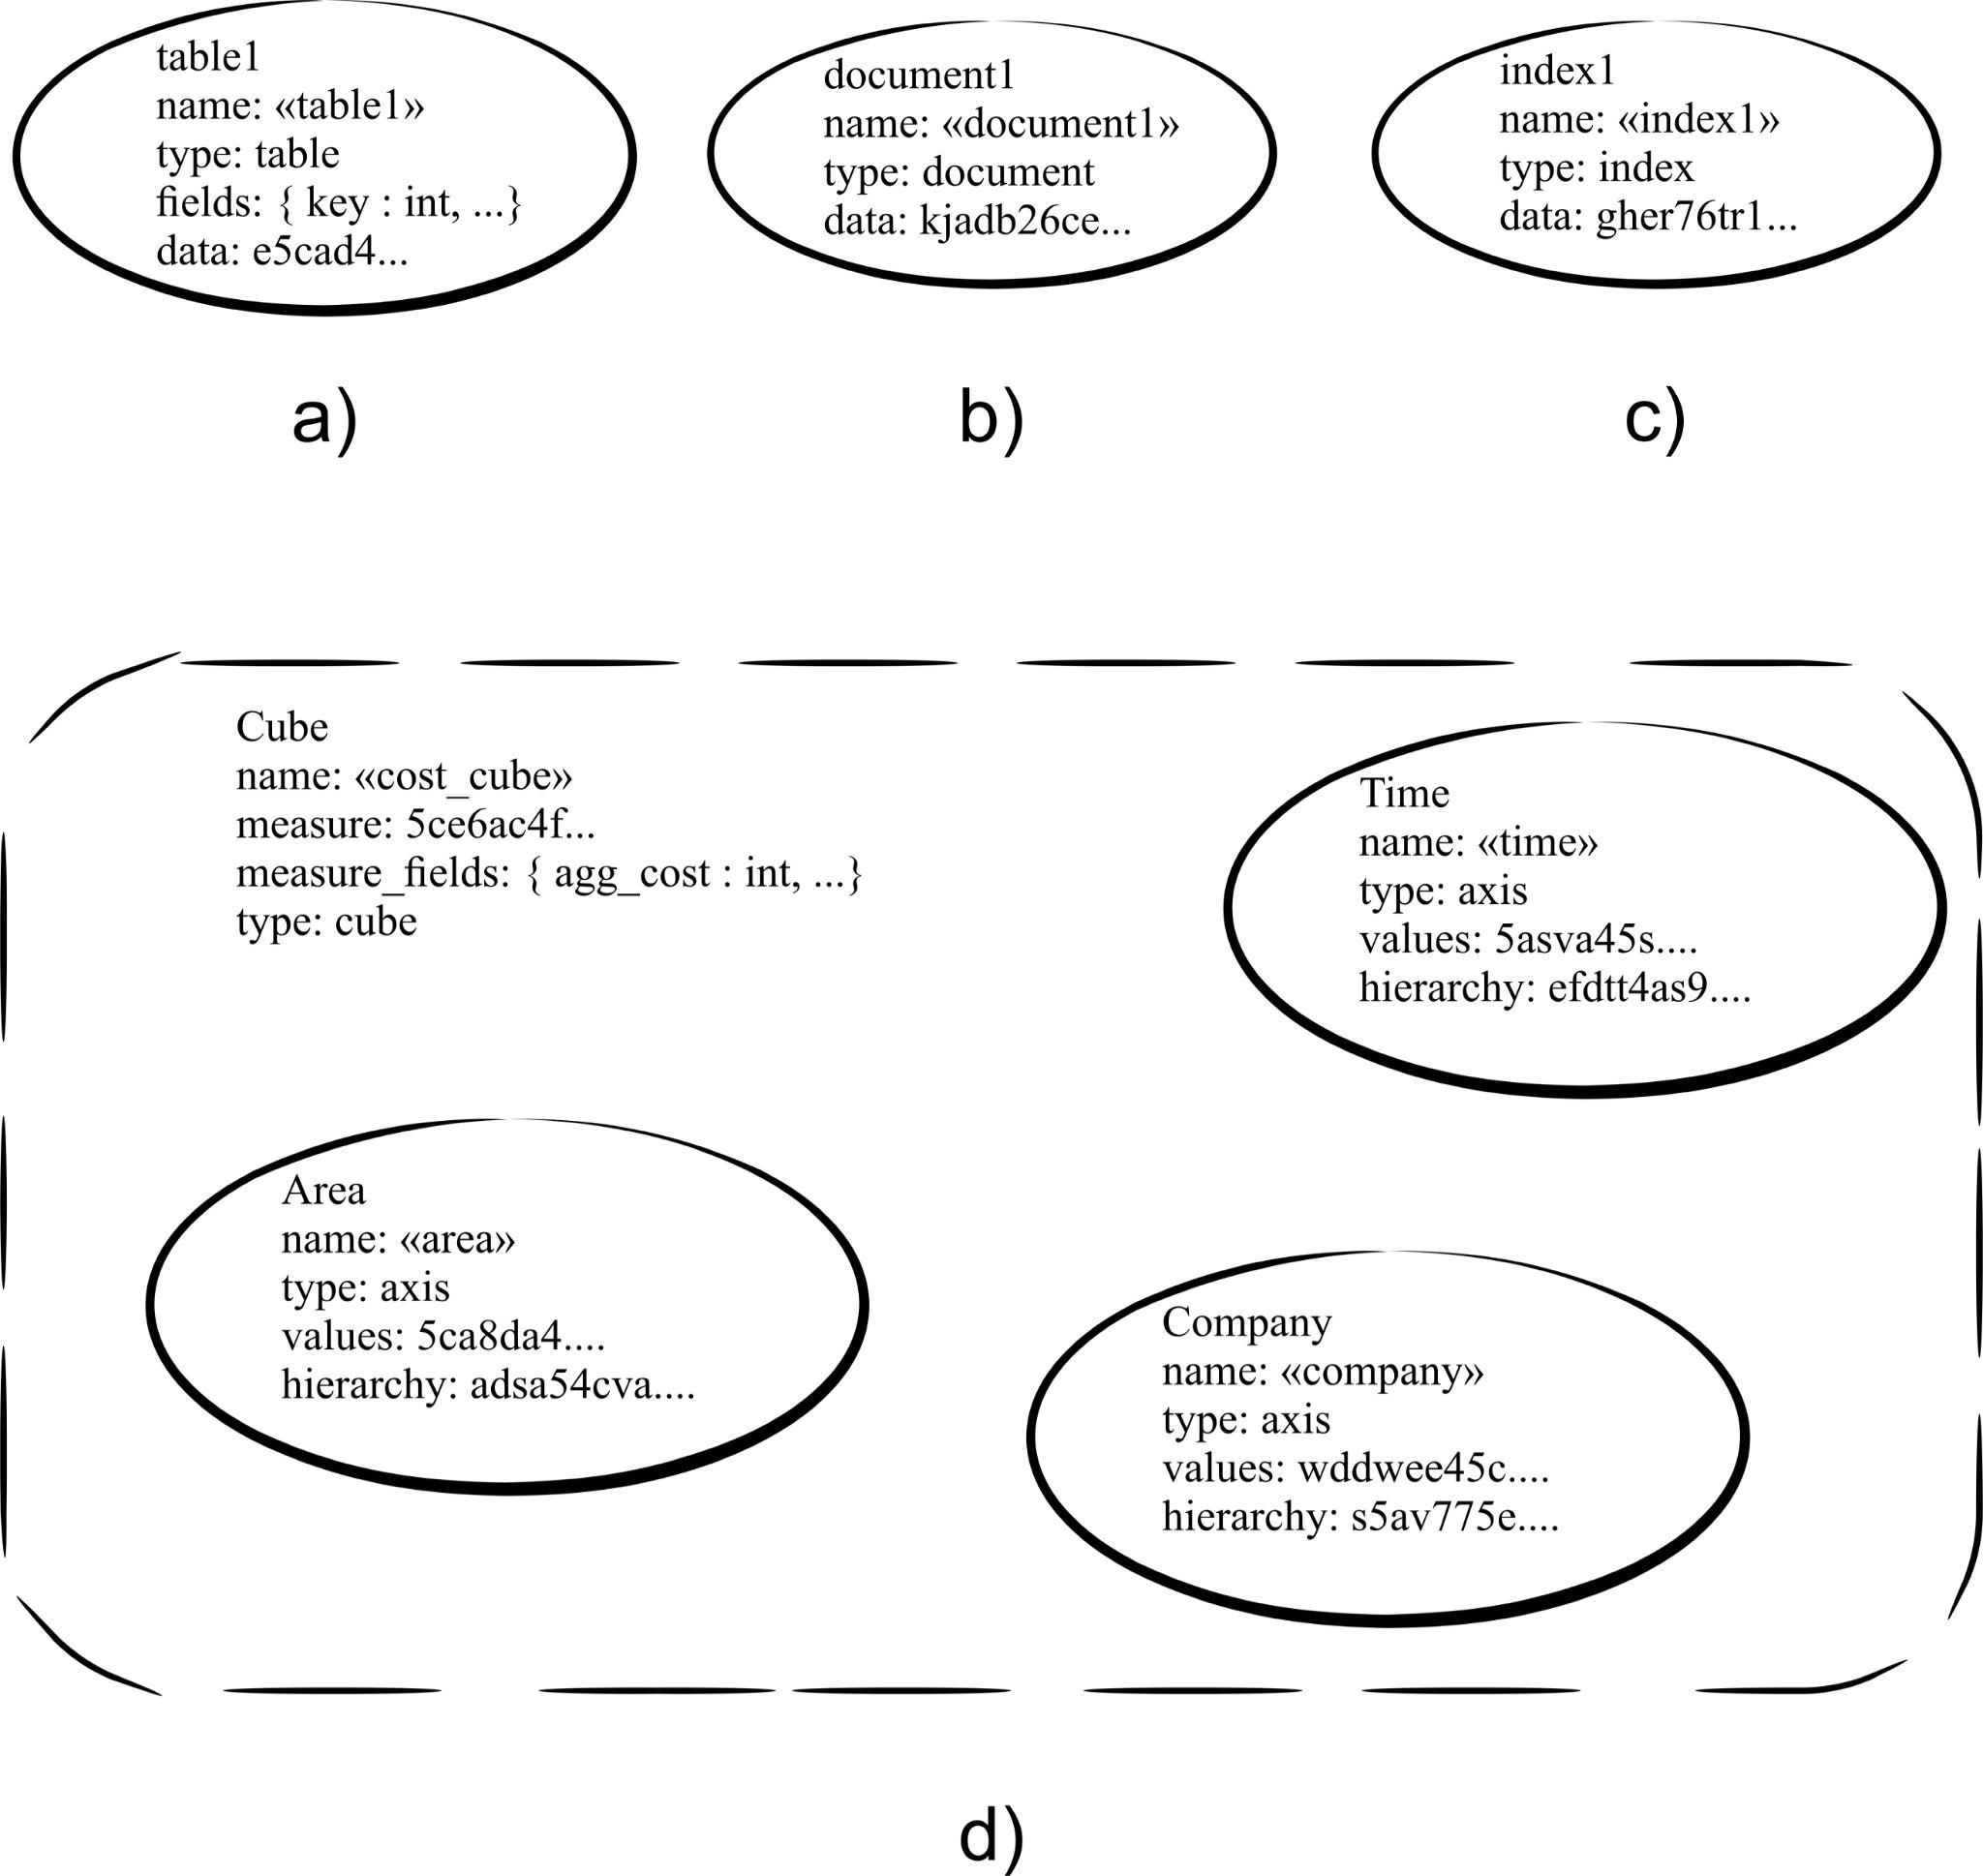 table1
name: «table1»
type: table
fields: { key : int, ...}
data: e5cad4...
a)
document1
name: «document1»
type: document
data: kjadb26ce...
b)
index1
name: «index1»
type: index
data: gher76tr1...
c)
Cube
name: «cost_cube»
measure: 5ce6ac4f...
measure_fields: { agg_cost : int, ...}
type: cube
Time
name: «time»
type: axis
values: 5asva45s....
hierarchy: efdtt4as9....
Area
name: «area»
type: axis
values: 5ca8da4....
hierarchy: adsa54cva....
Company
name: «company»
type: axis
values: wddwee45c....
hierarchy: s5av775e....
d)